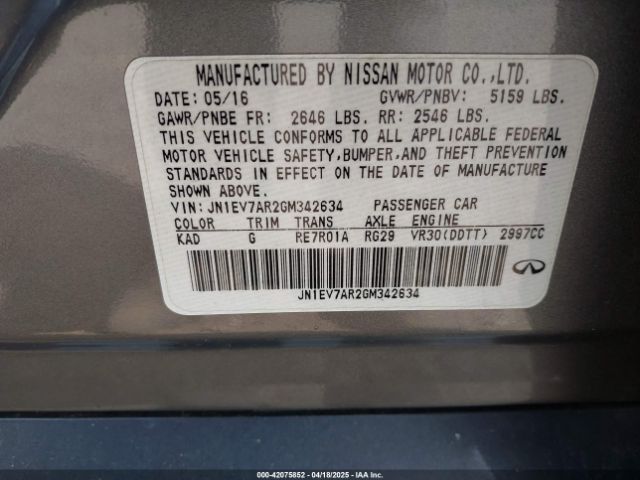 MANUFACTURED BY NISSAN MOTOR CO.,LTD.
DATE: 05/16 GVWR/PNBV: 5159 LBS.
GAWR/PNBE FR: 2646 LBS. RR: 2546 LBS.
THIS VEHICLE CONFORMS TO ALL APPLICABLE FEDERAL
MOTOR VEHICLE SAFETY,BUMPER,AND THEFT PREVENTION
STANDARDS IN EFFECT ON THE DATE OF MANUFACTURE
SHOWN ABOVE.
VIN: JN1EV7AR2GM342634 PASSENGER CAR
COLOR TRIM TRANS AXLE ENGINE
KAD G RE7R01A RG29 VR30(DDTT) 2997CC
JN1EV7AR2GM342634
INFINITI
000-42075852 - 04/18/2025 - IAAI.COM